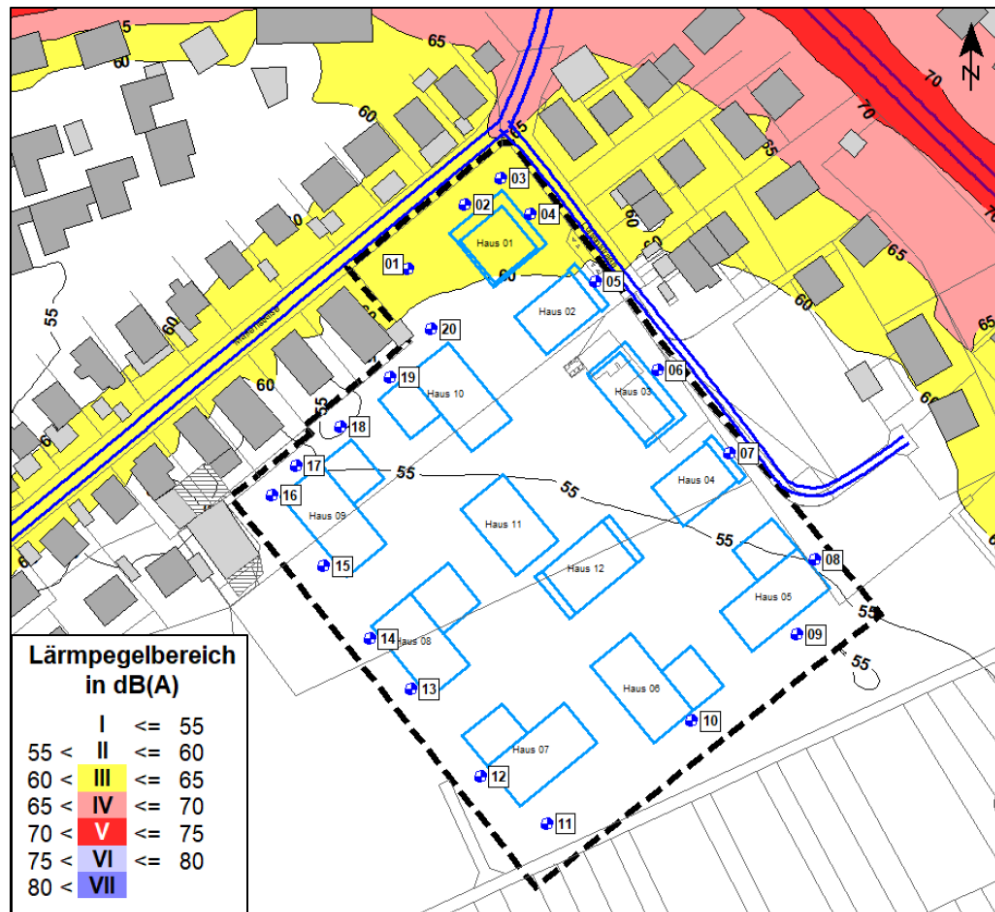 65
65
60
N
70
70
60
65
65
03
02
04
60
60
Haus 01
01
60
05
65
55
Haus 02
60
60
20
06
60
19
Haus 10
Haus 03
60
55
18
07
17
55
Haus 04
16
55
Haus 09
Haus 11
55
08
15
Haus 12
Haus 05
55
14
Haus 08
09
55
13
Haus 06
10
Haus 07
12
11
Lärmpegelbereich
in dB(A)
I <= 55
55 < II <= 60
60 < III <= 65
65 < IV <= 70
70 < V <= 75
75 < VI <= 80
80 < VII